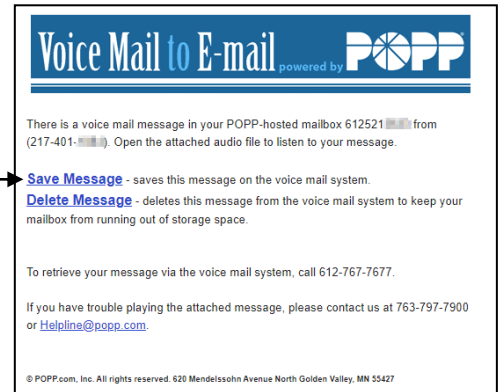 Voice Mail to E-mail powered by POPP
There is a voice mail message in your POPP-hosted mailbox 612521 from
(217-401- ). Open the attached audio file to listen to your message.
Save Message - saves this message on the voice mail system.
Delete Message - deletes this message from the voice mail system to keep your
mailbox from running out of storage space.
To retrieve your message via the voice mail system, call 612-767-7677.
If you have trouble playing the attached message, please contact us at 763-797-7900
or Helpline@popp.com.
© POPP.com, Inc. All rights reserved. 620 Mendelssohn Avenue North Golden Valley, MN 55427